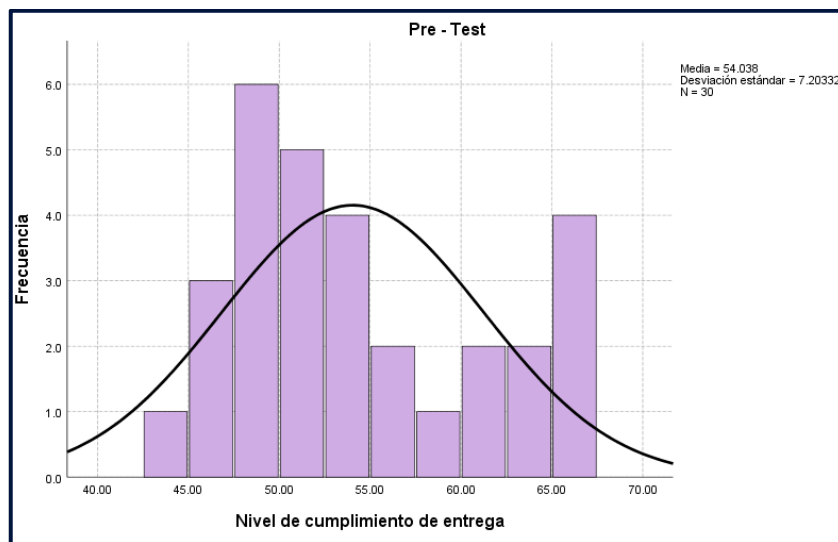 Pre - Test
Media = 54.038
Desviación estándar = 7.20332
N = 30
Frecuencia
6.0
5.0
4.0
3.0
2.0
1.0
0.0
40.00 45.00 50.00 55.00 60.00 65.00 70.00
Nivel de cumplimiento de entrega